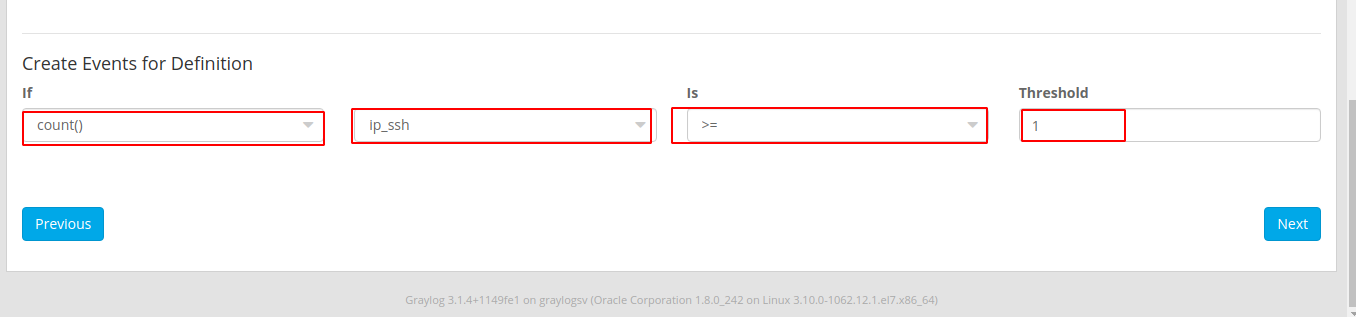 Create Events for Definition
If Is Threshold
count() ip_ssh >= 1
Previous Next
Graylog 3.1.4+1149fe1 on graylogsv (Oracle Corporation 1.8.0_242 on Linux 3.10.0-1062.12.1.el7.x86_64)